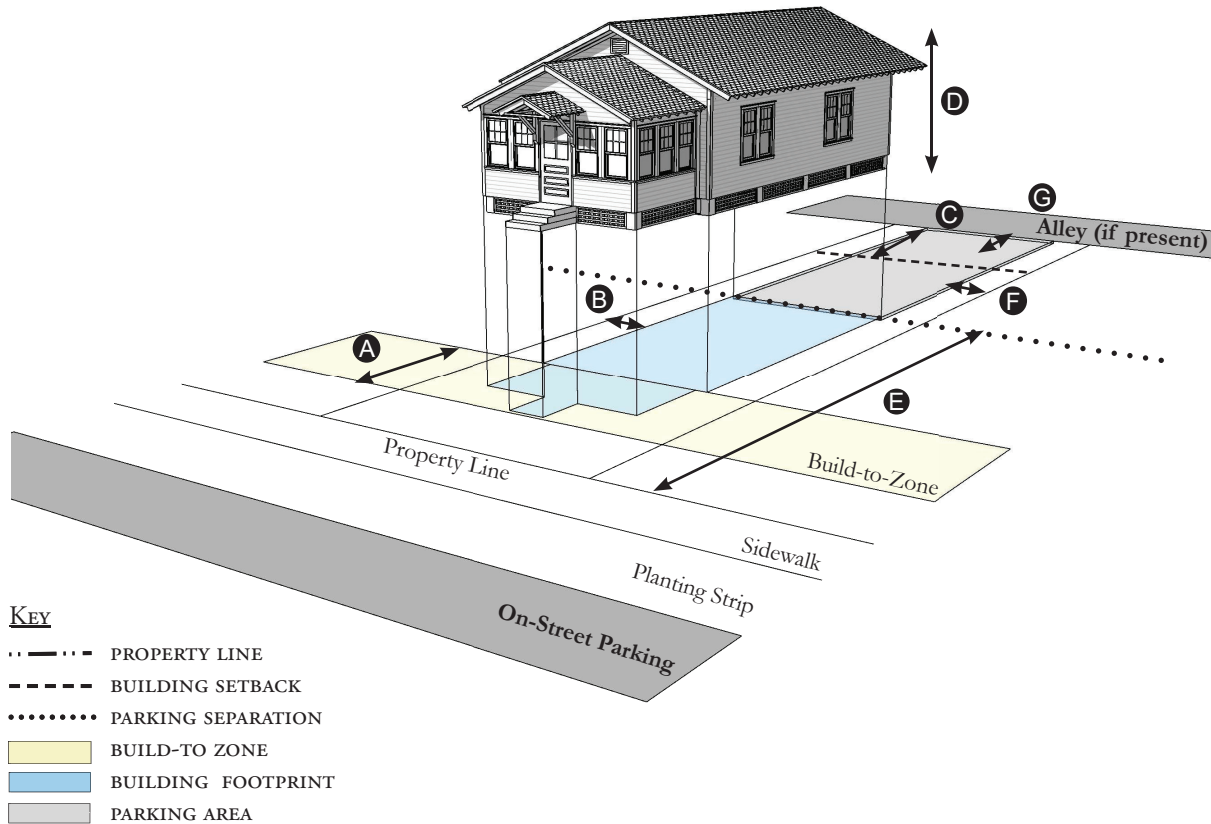 D
G
C
Alley (if present)
B
F
A
E
Property Line
Build-to-Zone
Sidewalk
Planting Strip
On-Street Parking
KEY
PROPERTY LINE
BUILDING SETBACK
PARKING SEPARATION
BUILD-TO ZONE
BUILDING FOOTPRINT
PARKING AREA